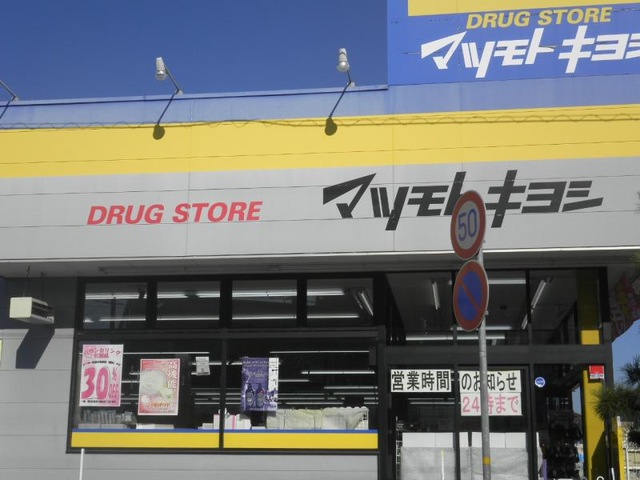 DRUG STORE
マツモトキヨシ
DRUG STORE
マツモトキヨシ
50
30
営業時間のお知らせ
24時まで